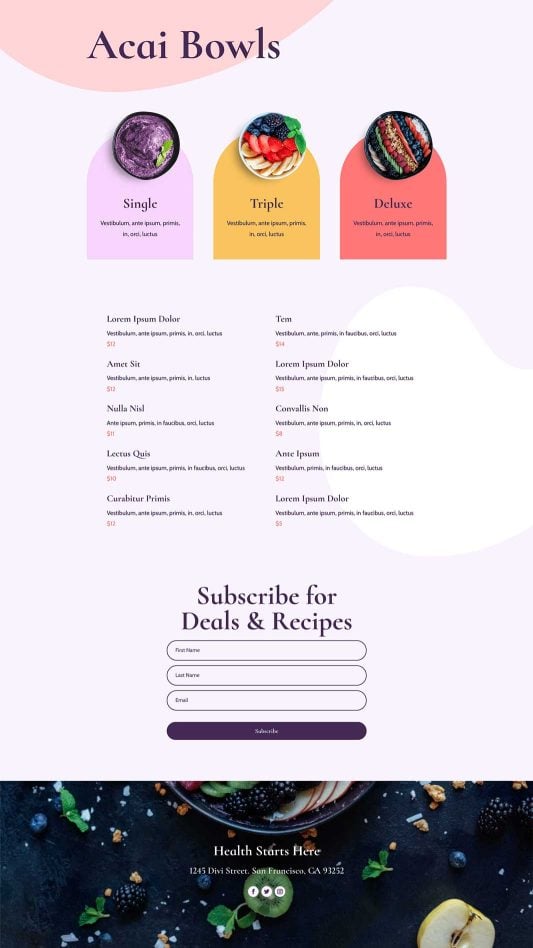 Acai Bowls
Single
Vestibulum, ante ipsum, primis,
in, orci, luctus
Triple
Vestibulum, ante ipsum, primis,
in, orci, luctus
Deluxe
Vestibulum, ante ipsum, primis,
in, orci, luctus
Lorem Ipsum Dolor
Vestibulum, ante ipsum, primis, in, orci, luctus
$12
Amet Sit
Vestibulum, ante ipsum, primis, in, luctus
$12
Nulla Nisl
Ante ipsum, primis, in faucibus, orci, luctus
$11
Lectus Quis
Vestibulum, ante ipsum, primis, in faucibus, orci, luctus
$10
Curabitur Primis
Vestibulum, ante ipsum, primis, in, orci, luctus
$12
Tem
Vestibulum, ante, primis, in faucibus, orci, luctus
$14
Lorem Ipsum Dolor
Vestibulum, ante ipsum, primis, in faucibus, orci, luctus
$15
Convallis Non
Vestibulum, ante ipsum, primis, in, orci, luctus
$8
Ante Ipsum
Vestibulum, primis, in faucibus, orci, luctus
$12
Lorem Ipsum Dolor
Vestibulum, ante ipsum, primis, in faucibus, orci, luctus
$5
Subscribe for
Deals & Recipes
First Name
Last Name
Email
Subscribe
Health Starts Here
1245 Divi Street. San Francisco, CA 93252